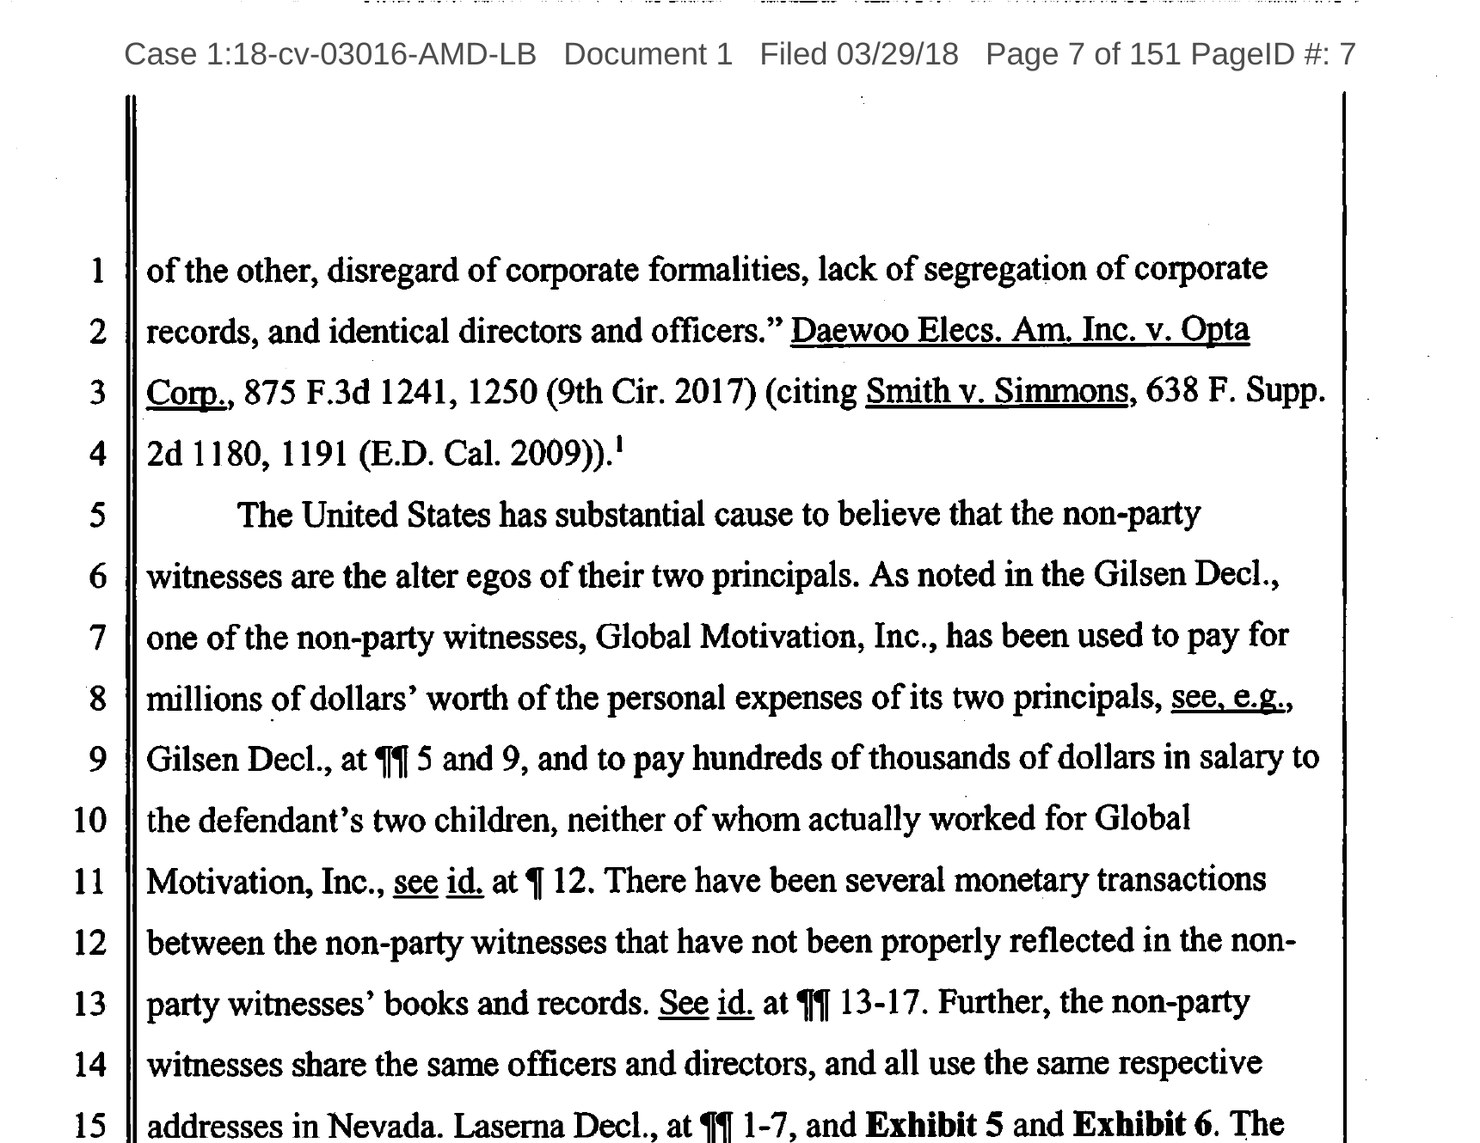 Case 1:18-cv-03016-AMD-LB Document 1 Filed 03/29/18 Page 7 of 151 PageID #: 7
1 of the other, disregard of corporate formalities, lack of segregation of corporate
2 records, and identical directors and officers.” Daewoo Elecs. Am. Inc. v. Opta
3 Corp., 875 F.3d 1241, 1250 (9th Cir. 2017) (citing Smith v. Simmons, 638 F. Supp.
4 2d 1180, 1191 (E.D. Cal. 2009)).¹
5 The United States has substantial cause to believe that the non-party
6 witnesses are the alter egos of their two principals. As noted in the Gilsen Decl.,
7 one of the non-party witnesses, Global Motivation, Inc., has been used to pay for
8 millions of dollars’ worth of the personal expenses of its two principals, see, e.g.,
9 Gilsen Decl., at ¶¶ 5 and 9, and to pay hundreds of thousands of dollars in salary to
10 the defendant’s two children, neither of whom actually worked for Global
11 Motivation, Inc., see id. at ¶ 12. There have been several monetary transactions
12 between the non-party witnesses that have not been properly reflected in the non-
13 party witnesses’ books and records. See id. at ¶¶ 13-17. Further, the non-party
14 witnesses share the same officers and directors, and all use the same respective
15 addresses in Nevada. Laserna Decl., at ¶¶ 1-7, and Exhibit 5 and Exhibit 6. The